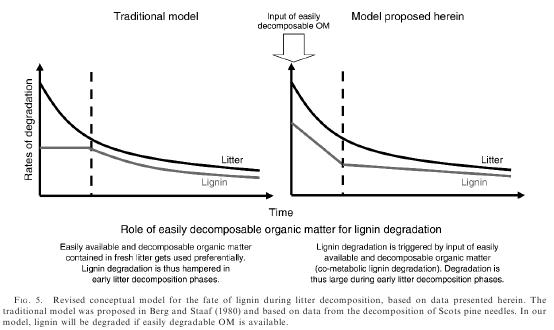 Traditional model
Input of easily
decomposable OM
Model proposed herein
Rates of degradation
Litter
Lignin
Litter
Lignin
Time
Role of easily decomposable organic matter for lignin degradation
Easily available and decomposable organic matter
contained in fresh litter gets used preferentially.
Lignin degradation is thus hampered in
early litter decomposition phases.
Lignin degradation is triggered by input of easily
available and decomposable organic matter
(co-metabolic lignin degradation). Degradation is
thus large during early litter decomposition phases.
FIG. 5. Revised conceptual model for the fate of lignin during litter decomposition, based on data presented herein. The
traditional model was proposed in Berg and Staaf (1980) and based on data from the decomposition of Scots pine needles. In our
model, lignin will be degraded if easily degradable OM is available.